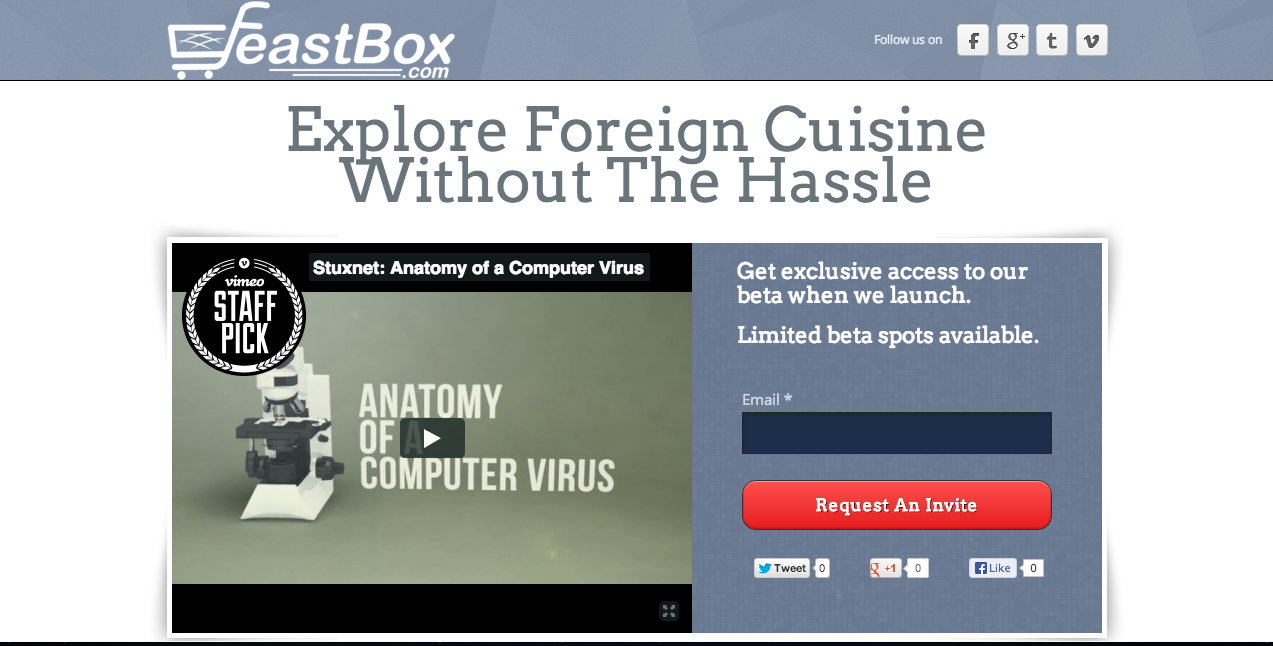 feastBox
.com
Follow us on
f g+ t v
Explore Foreign Cuisine
Without The Hassle
vimeo
STAFF
PICK
Stuxnet: Anatomy of a Computer Virus
ANATOMY
OF A
COMPUTER VIRUS
Get exclusive access to our
beta when we launch.
Limited beta spots available.
Email *
Request An Invite
Tweet 0
g +1 0
f Like 0